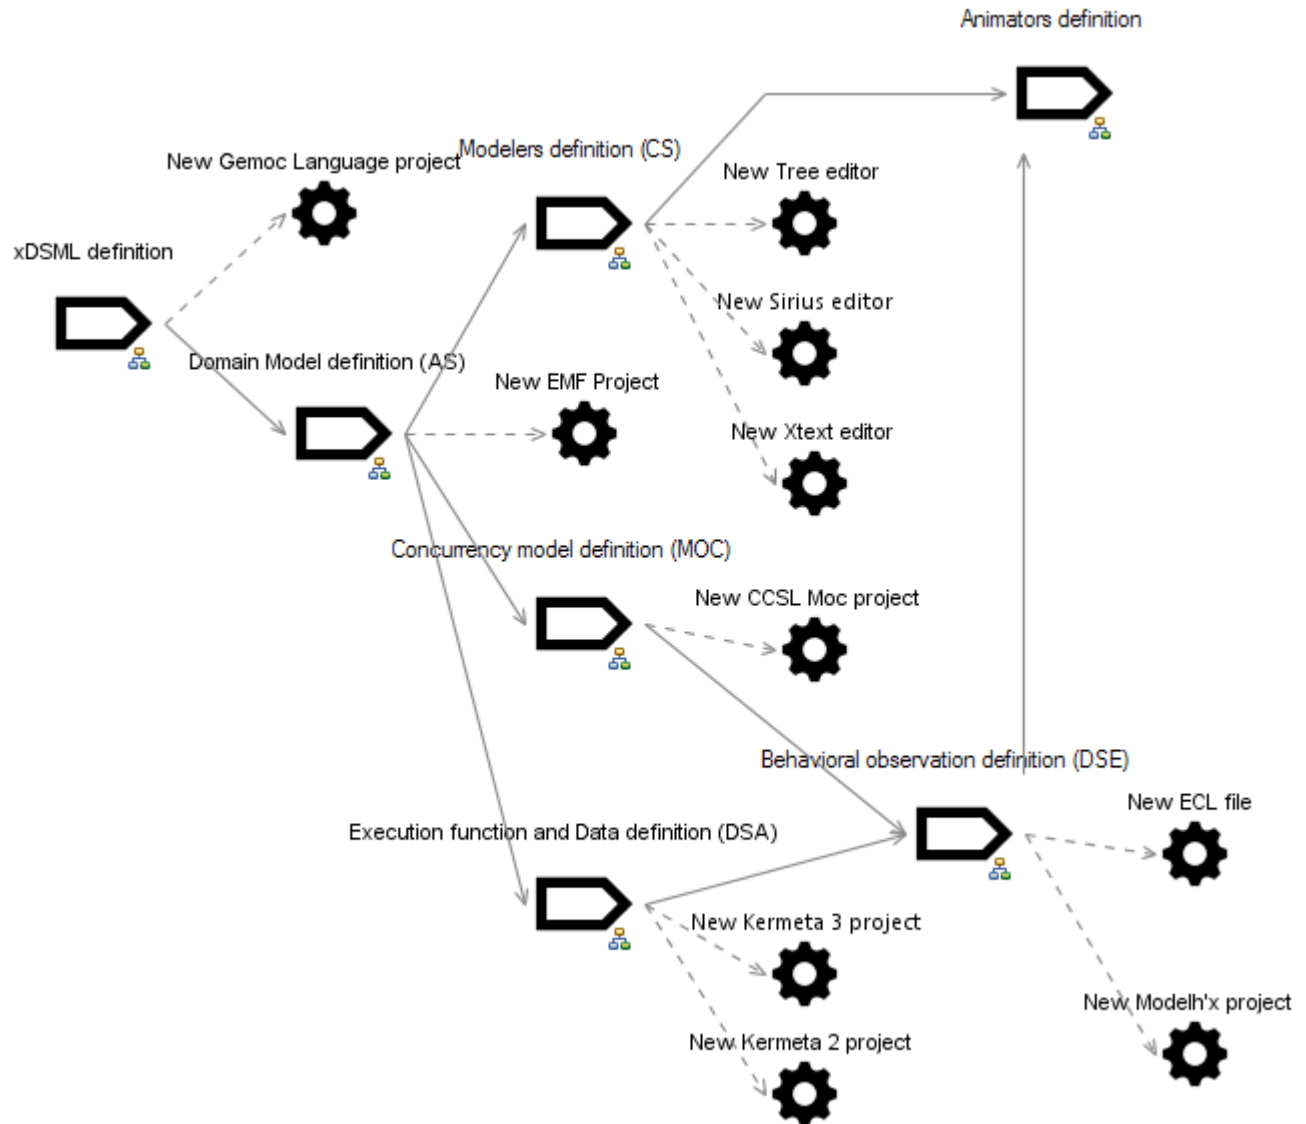 Animators definition
Modelers definition (CS)
New Gemoc Language project
New Tree editor
xDSML definition
New Sirius editor
Domain Model definition (AS)
New EMF Project
New Xtext editor
Concurrency model definition (MOC)
New CCSL Moc project
Behavioral observation definition (DSE)
New ECL file
Execution function and Data definition (DSA)
New Kermeta 3 project
New Modelh'x project
New Kermeta 2 project